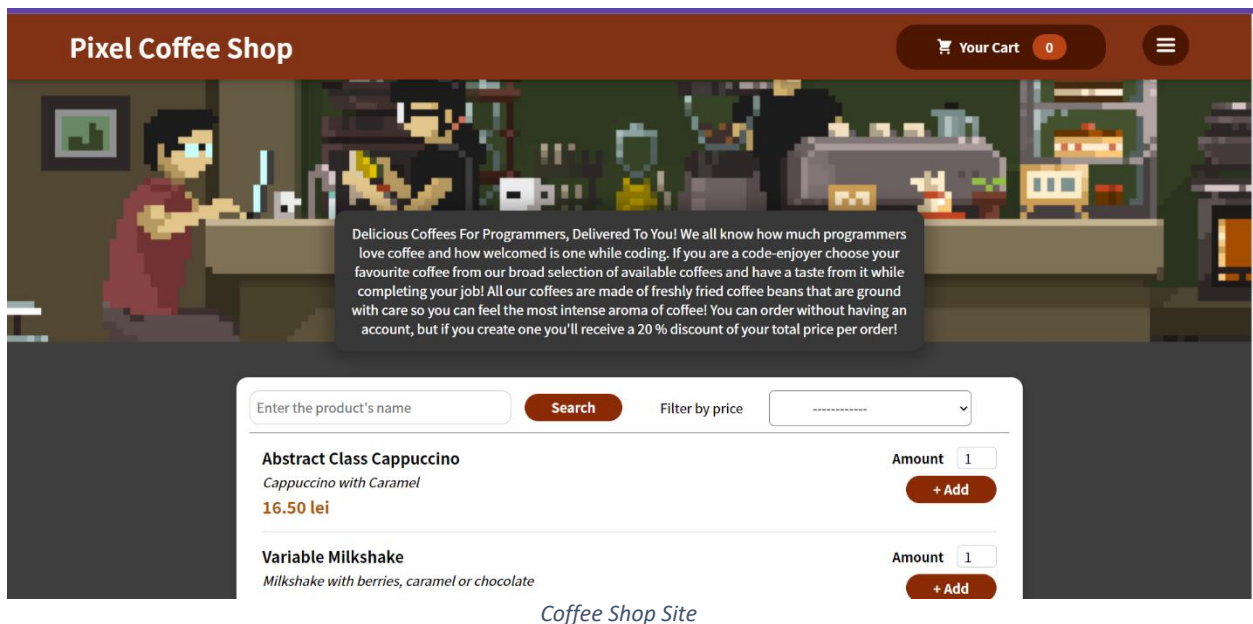 Pixel Coffee Shop
Your Cart 0
Delicious Coffees For Programmers, Delivered To You! We all know how much programmers
love coffee and how welcomed is one while coding. If you are a code-enjoyer choose your
favourite coffee from our broad selection of available coffees and have a taste from it while
completing your job! All our coffees are made of freshly fried coffee beans that are ground
with care so you can feel the most intense aroma of coffee! You can order without having an
account, but if you create one you'll receive a 20 % discount of your total price per order!
Enter the product's name
Search
Filter by price
------------
Abstract Class Cappuccino
Amount 1
Cappuccino with Caramel
+ Add
16.50 lei
Variable Milkshake
Amount 1
Milkshake with berries, caramel or chocolate
+ Add
Coffee Shop Site